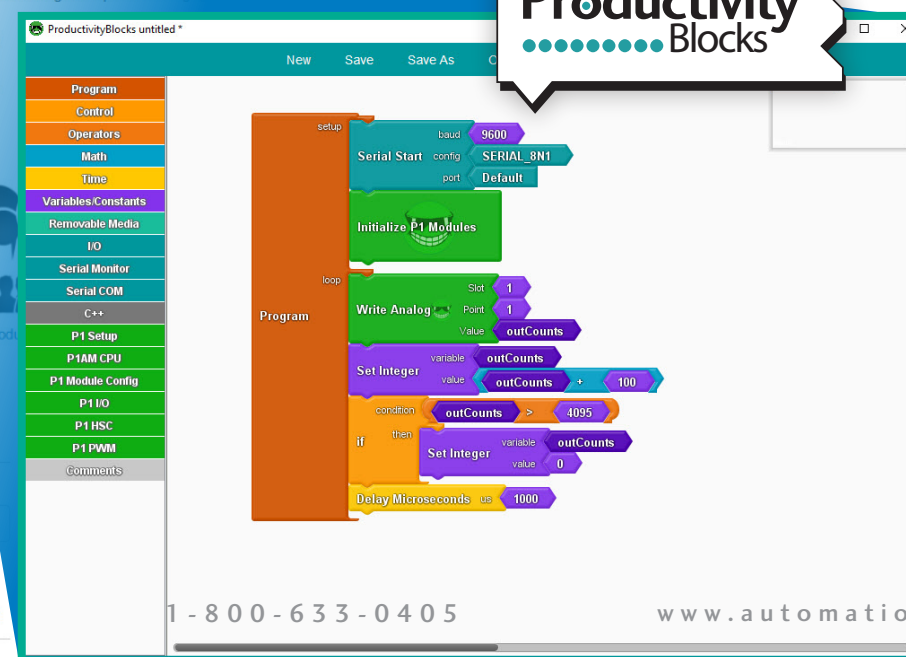 Productivity
Blocks
ProductivityBlocks untitled *
New Save Save As
Program
Control
Operators
Math
Time
Variables/Constants
Removable Media
I/O
Serial Monitor
Serial COM
C++
P1 Setup
P1AM CPU
P1 Module Config
P1 I/O
P1 HSC
P1 PWM
Comments
Program
setup
Serial Start
baud 9600
config SERIAL_8N1
port Default
Initialize P1 Modules
loop
Write Analog
Slot 1
Point 1
Value outCounts
Set Integer
variable outCounts
value outCounts + 100
if
condition outCounts > 4095
then
Set Integer
variable outCounts
value 0
Delay Microseconds us 1000
1-800-633-0405 www.automatio